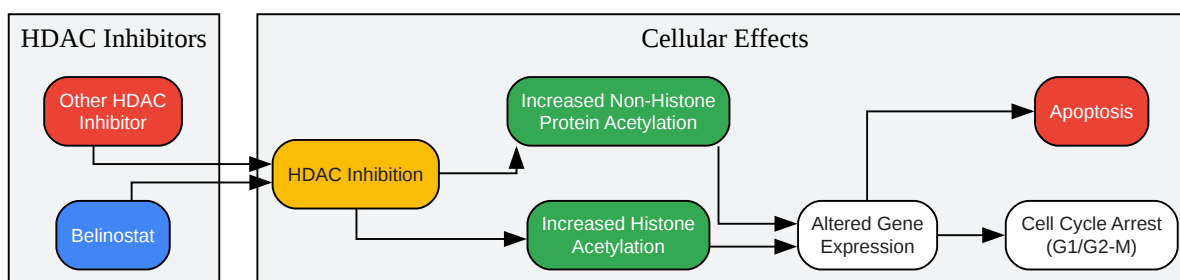 HDAC Inhibitors
Other HDAC
Inhibitor
Belinostat
Cellular Effects
HDAC Inhibition
Increased Non-Histone
Protein Acetylation
Increased Histone
Acetylation
Altered Gene
Expression
Apoptosis
Cell Cycle Arrest
(G1/G2-M)